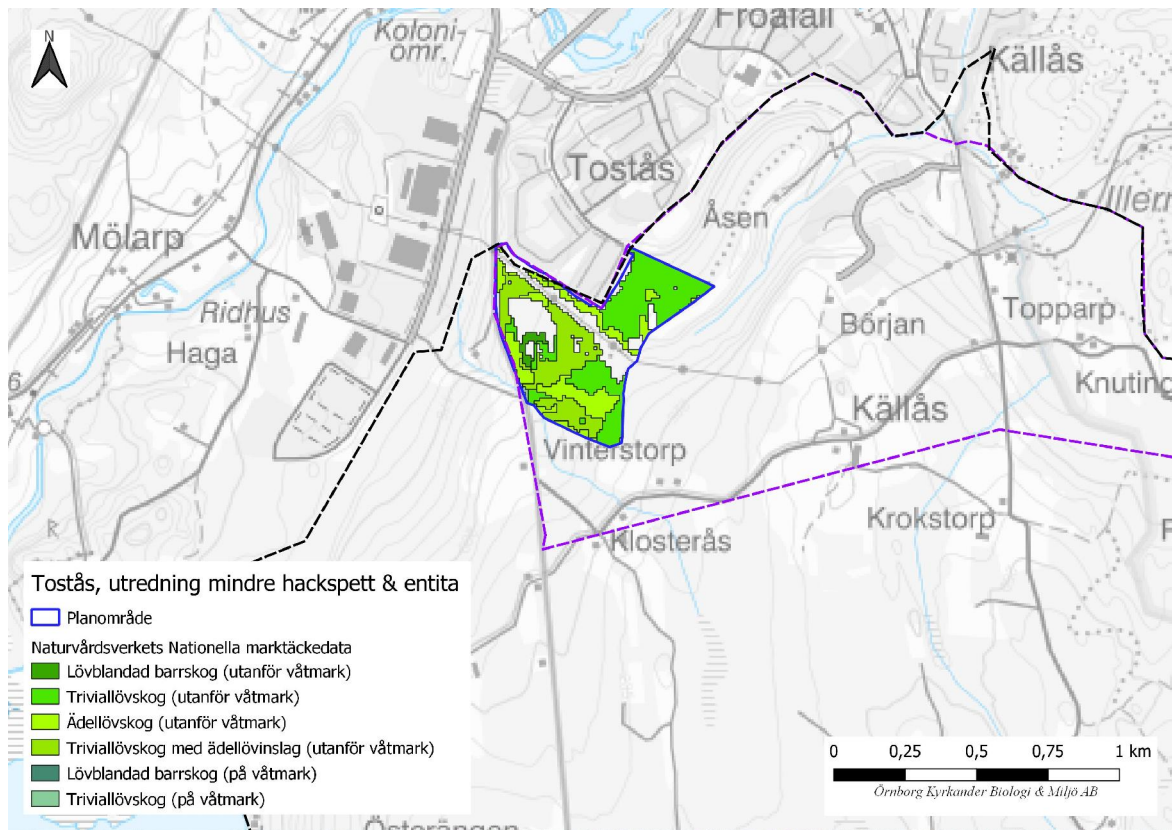 N
Koloni-
omr.
Froafall
Källås
Tostås
Åsen
Illern
Mölarp
Ridhus
Haga
Topparp
Början
Knuting
6
Källås
Vinterstorp
Krokstorp
Klosterås
R
Tostås, utredning mindre hackspett & entita
Planområde
Naturvårdsverkets Nationella marktäckedata
Lövblandad barrskog (utanför våtmark)
Triviallövskog (utanför våtmark)
Ädellövskog (utanför våtmark)
Triviallövskog med ädellövinslag (utanför våtmark)
Lövblandad barrskog (på våtmark)
Triviallövskog (på våtmark)
0 0,25 0,5 0,75 1 km
Örnborg Kyrkander Biologi & Miljö AB
Österängen